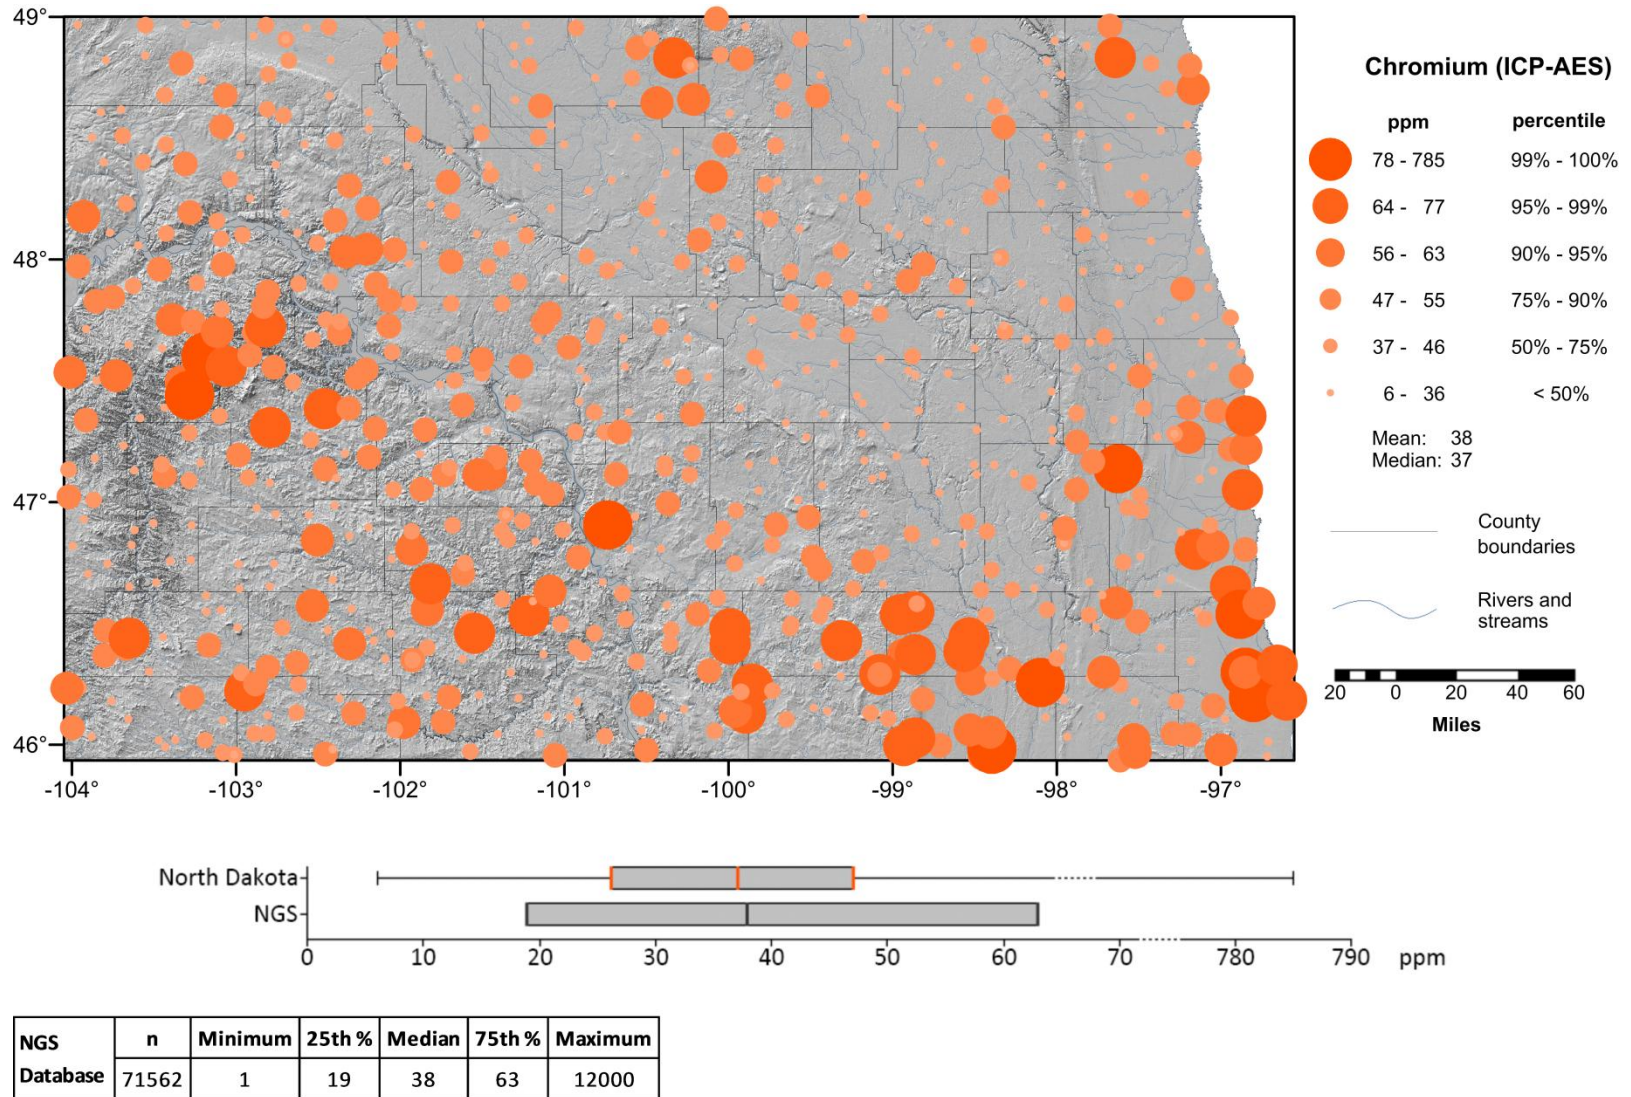 49°
48°
47°
46°
-104°
-103°
-102°
-101°
-100°
-99°
-98°
-97°
Chromium (ICP-AES)
ppm percentile
78 - 785 99% - 100%
64 - 77 95% - 99%
56 - 63 90% - 95%
47 - 55 75% - 90%
37 - 46 50% - 75%
6 - 36 < 50%
Mean: 38
Median: 37
County
boundaries
Rivers and
streams
20 0 20 40 60
Miles
North Dakota
NGS
0 10 20 30 40 50 60 70 780 790 ppm
NGS Database
n Minimum 25th % Median 75th % Maximum
71562 1 19 38 63 12000